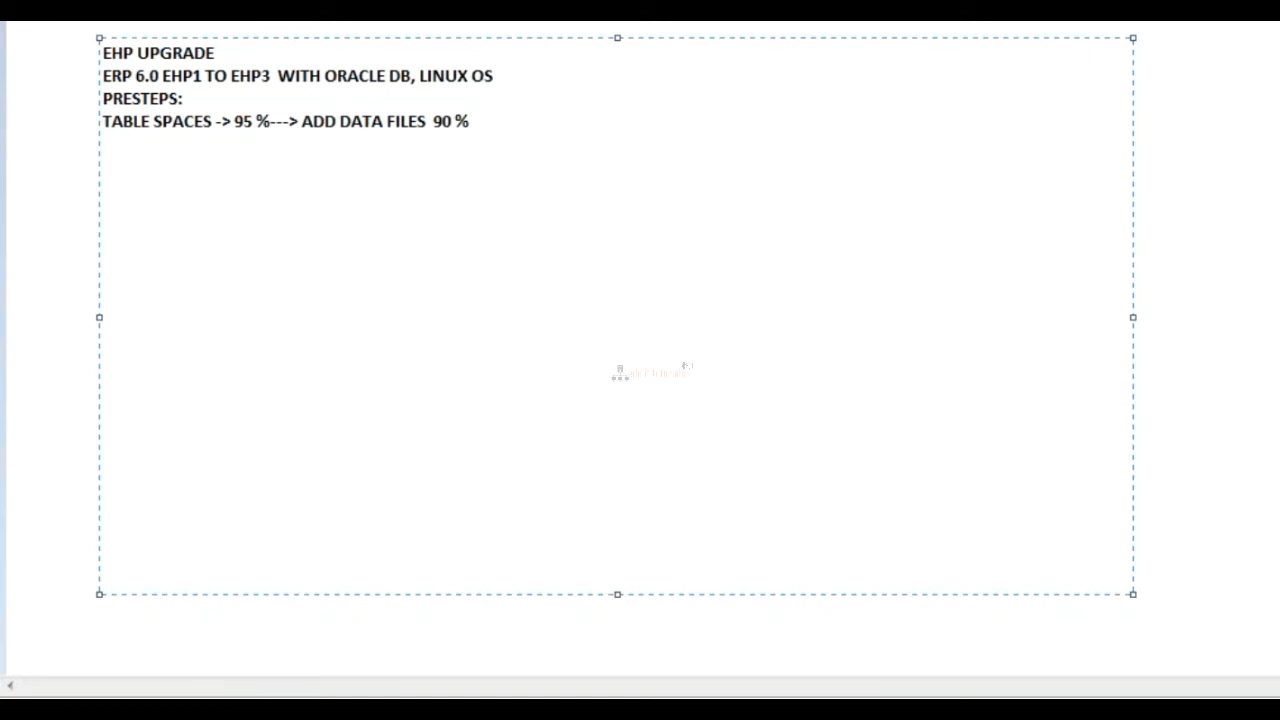 EHP UPGRADE
ERP 6.0 EHP1 TO EHP3  WITH ORACLE DB, LINUX OS
PRESTEPS:
TABLE SPACES -> 95 %---> ADD DATA FILES  90 %